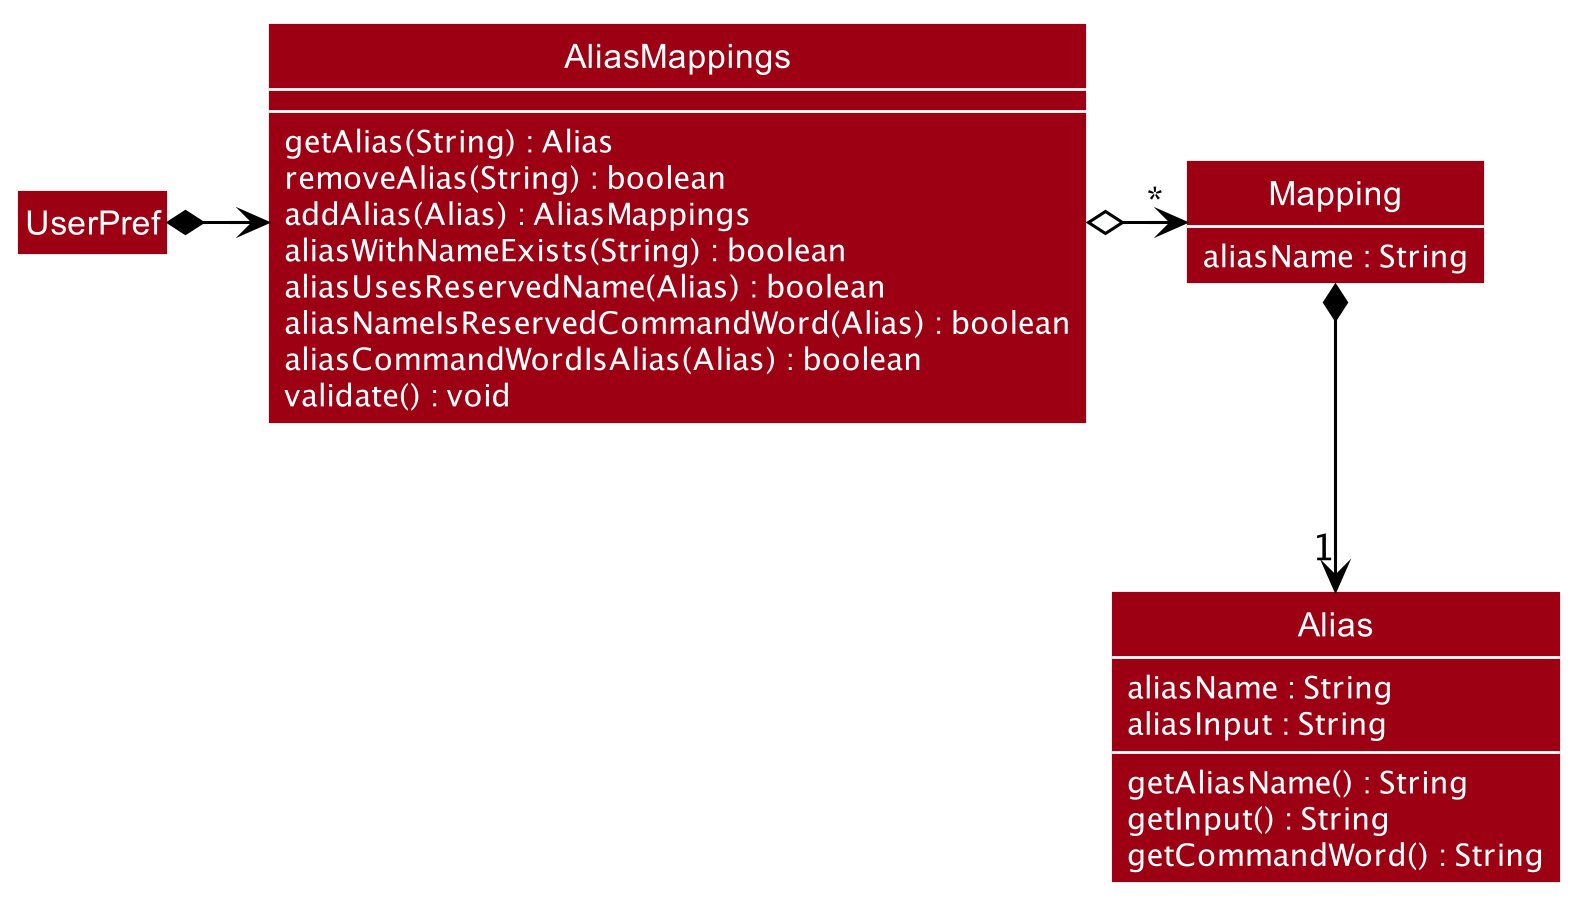 AliasMappings
getAlias(String) : Alias
removeAlias(String) : boolean
addAlias(Alias) : AliasMappings
aliasWithNameExists(String) : boolean
aliasUsesReservedName(Alias) : boolean
aliasNameIsReservedCommandWord(Alias) : boolean
aliasCommandWordIsAlias(Alias) : boolean
validate() : void
UserPref
*
Mapping
aliasName : String
1
Alias
aliasName : String
aliasInput : String
getAliasName() : String
getInput() : String
getCommandWord() : String